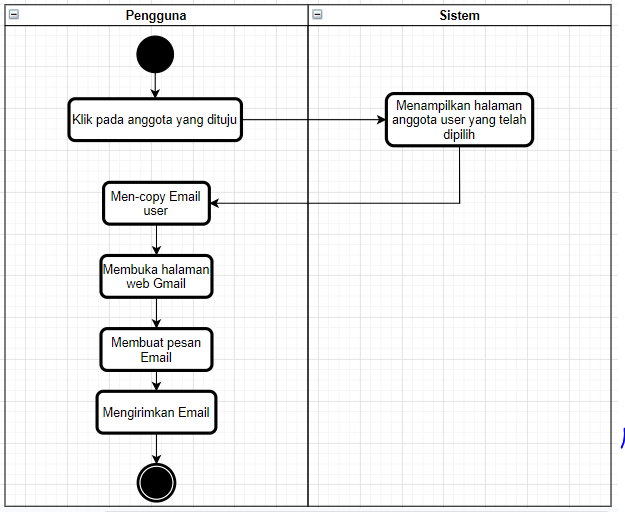 Pengguna
Sistem
Klik pada anggota yang dituju
Menampilkan halaman
anggota user yang telah
dipilih
Men-copy Email
user
Membuka halaman
web Gmail
Membuat pesan
Email
Mengirimkan Email